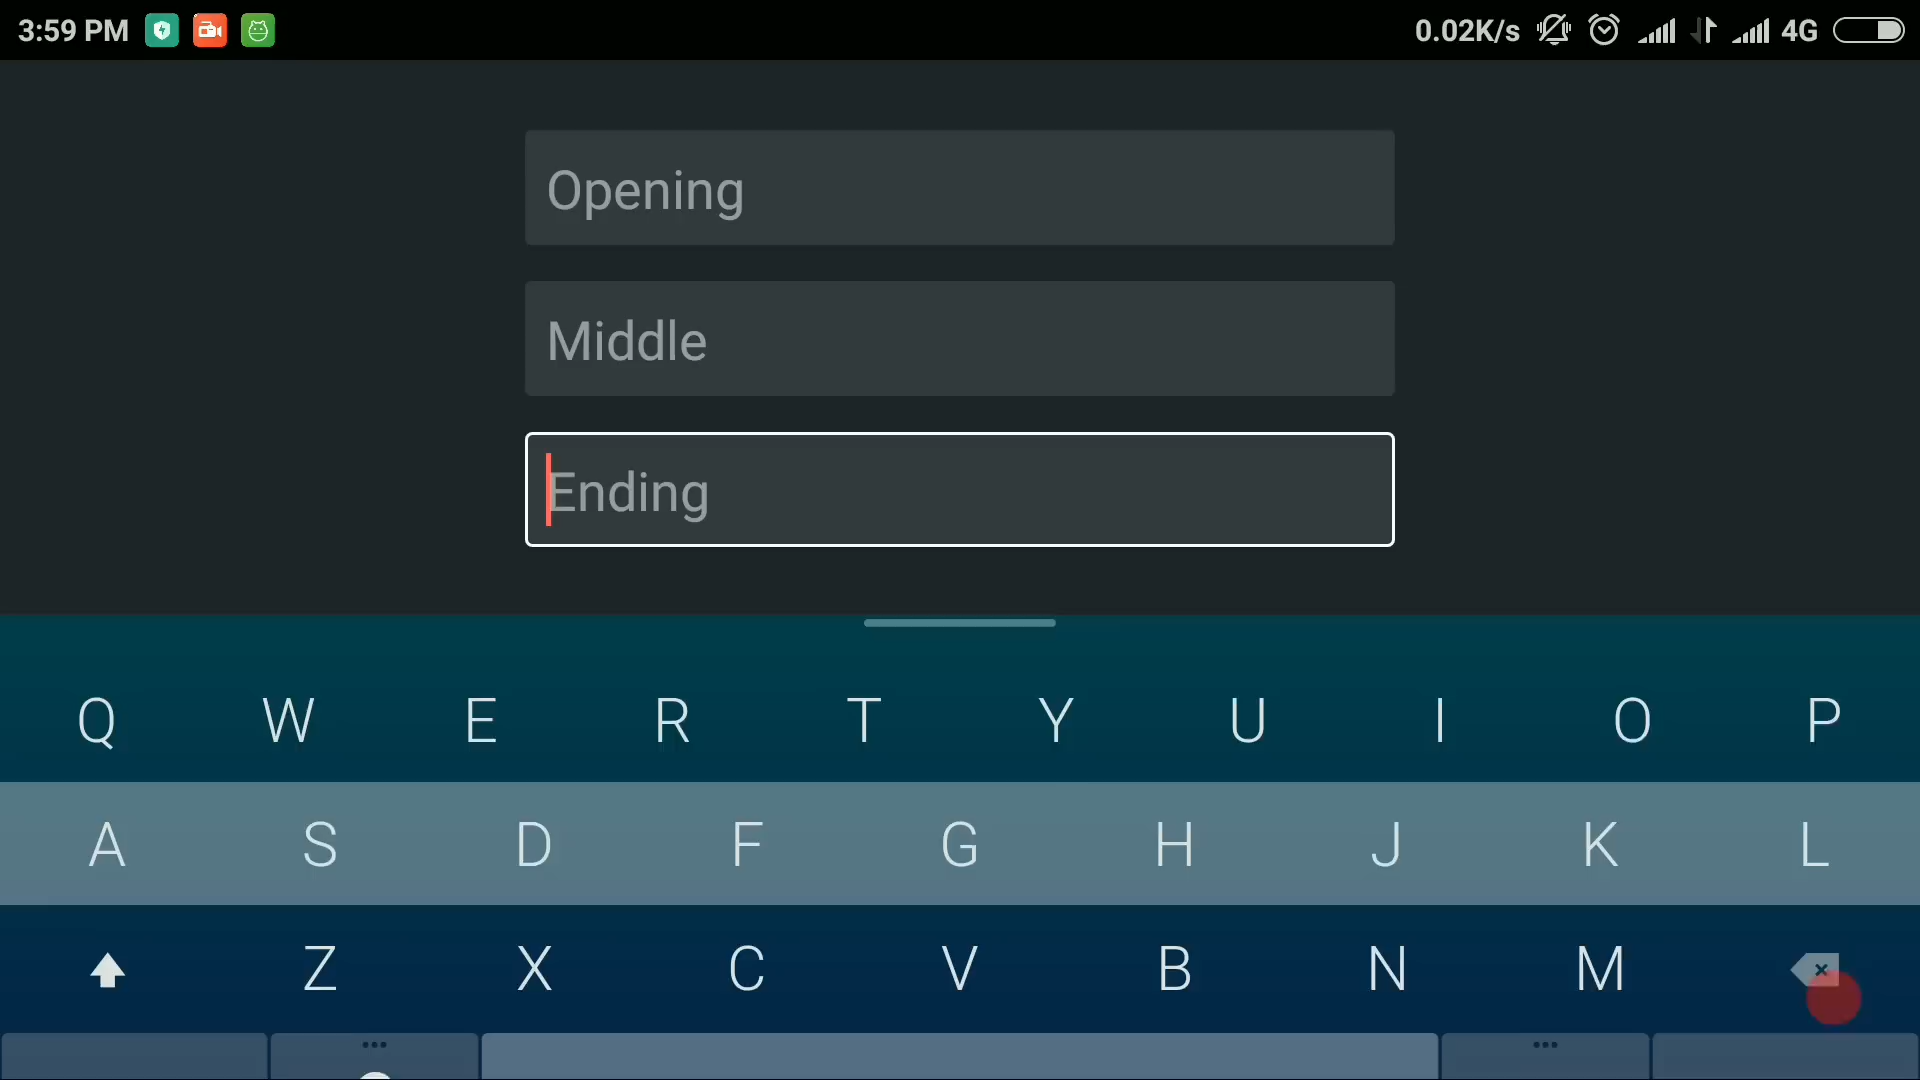 3:59 PM 0.02K/s 4G
Opening
Middle
Ending
Q W E R T Y U I O P
A S D F G H J K L
Z X C V B N M